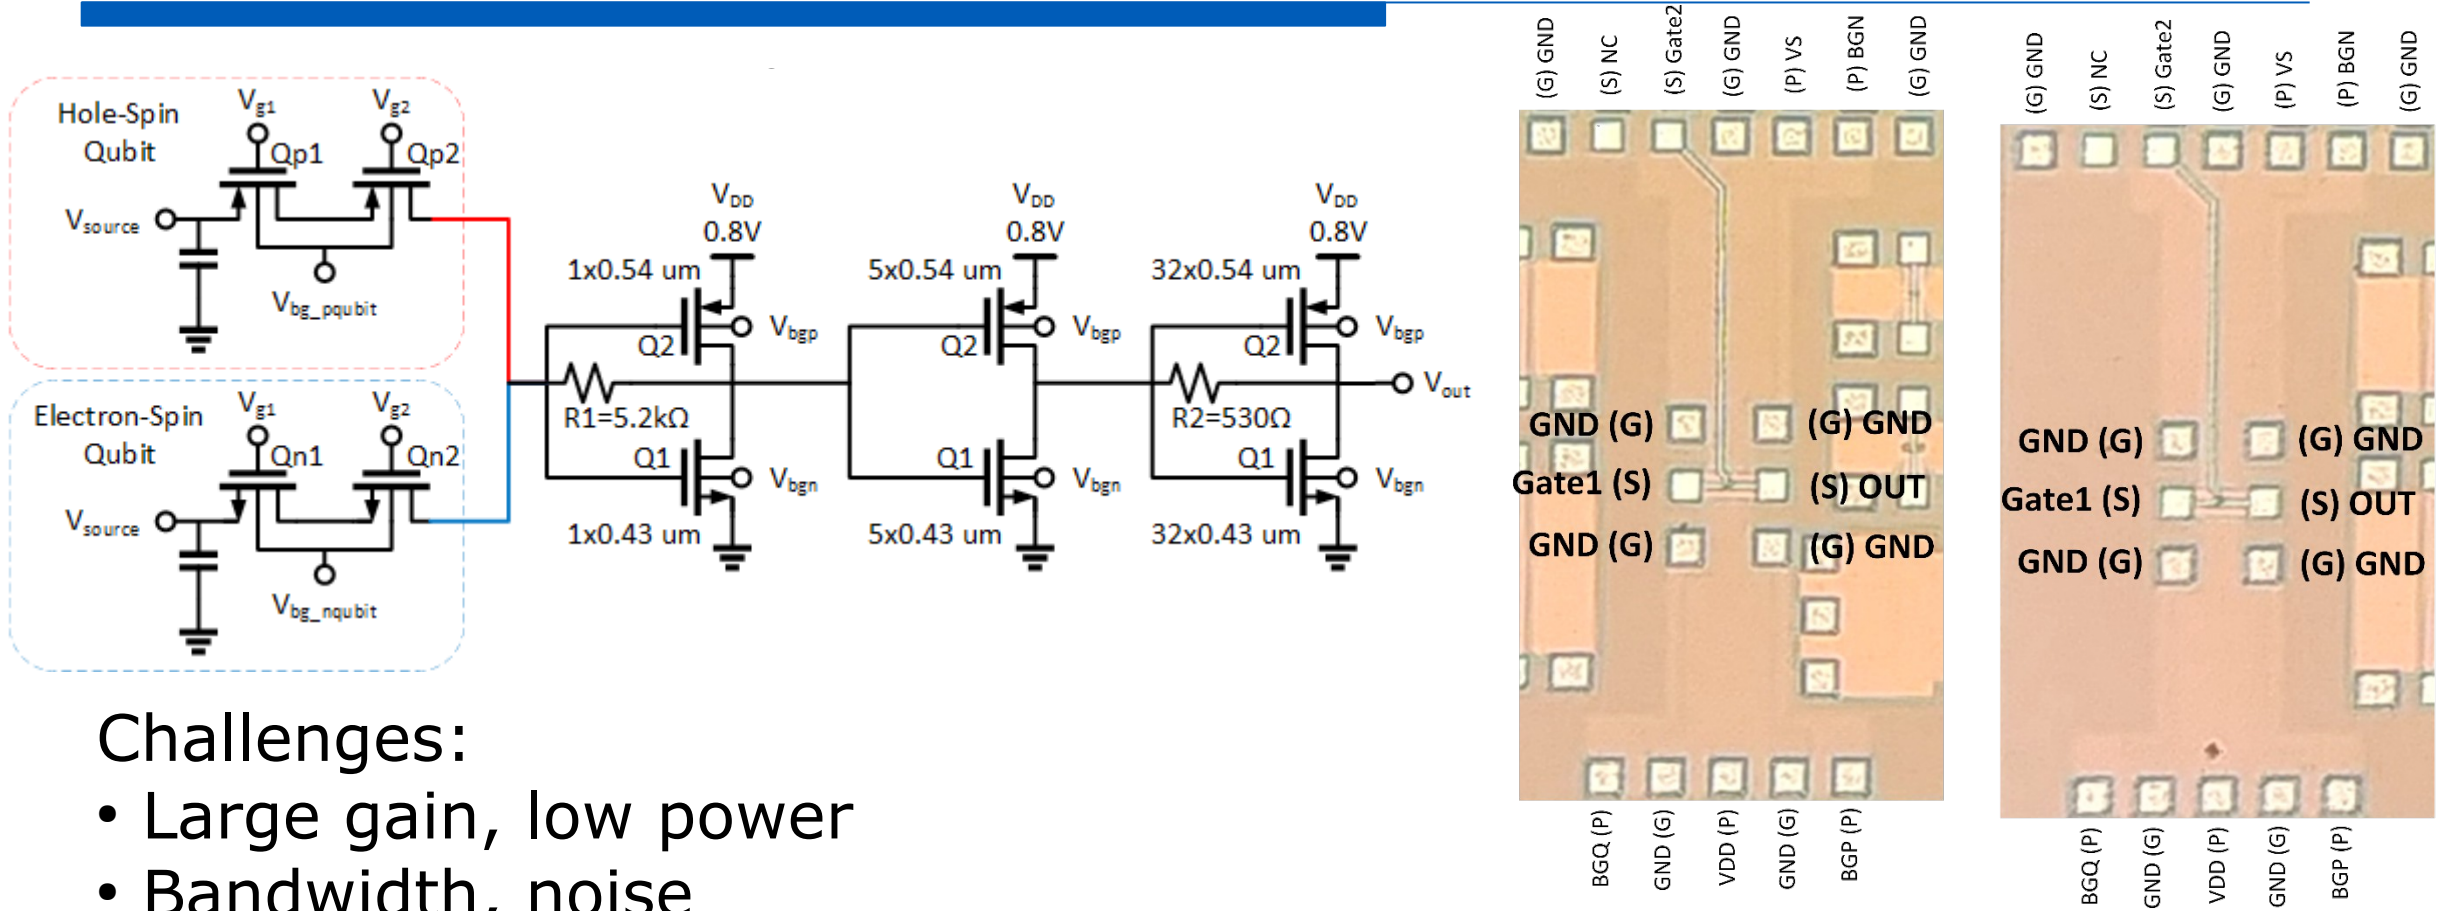 Hole-Spin
Qubit
Vg1
Vg2
Qp1
Qp2
Vsource
Vbg_pqubit
Electron-Spin
Qubit
Vg1
Vg2
Qn1
Qn2
Vsource
Vbg_nqubit
VDD
0.8V
1x0.54 um
Q2
Vbgp
R1=5.2kΩ
Q1
Vbgn
1x0.43 um
VDD
0.8V
5x0.54 um
Q2
Vbgp
Q1
Vbgn
5x0.43 um
VDD
0.8V
32x0.54 um
Q2
Vbgp
R2=530Ω
Vout
Q1
Vbgn
32x0.43 um
Challenges:
• Large gain, low power
• Bandwidth, noise
(G) GND
(S) NC
(S) Gate2
(G) GND
(P) VS
(P) BGN
(G) GND
GND (G)
(G) GND
Gate1 (S)
(S) OUT
GND (G)
(G) GND
BGQ (P)
GND (G)
VDD (P)
GND (G)
BGP (P)
(G) GND
(S) NC
(S) Gate2
(G) GND
(P) VS
(P) BGN
(G) GND
GND (G)
(G) GND
Gate1 (S)
(S) OUT
GND (G)
(G) GND
BGQ (P)
GND (G)
VDD (P)
GND (G)
BGP (P)